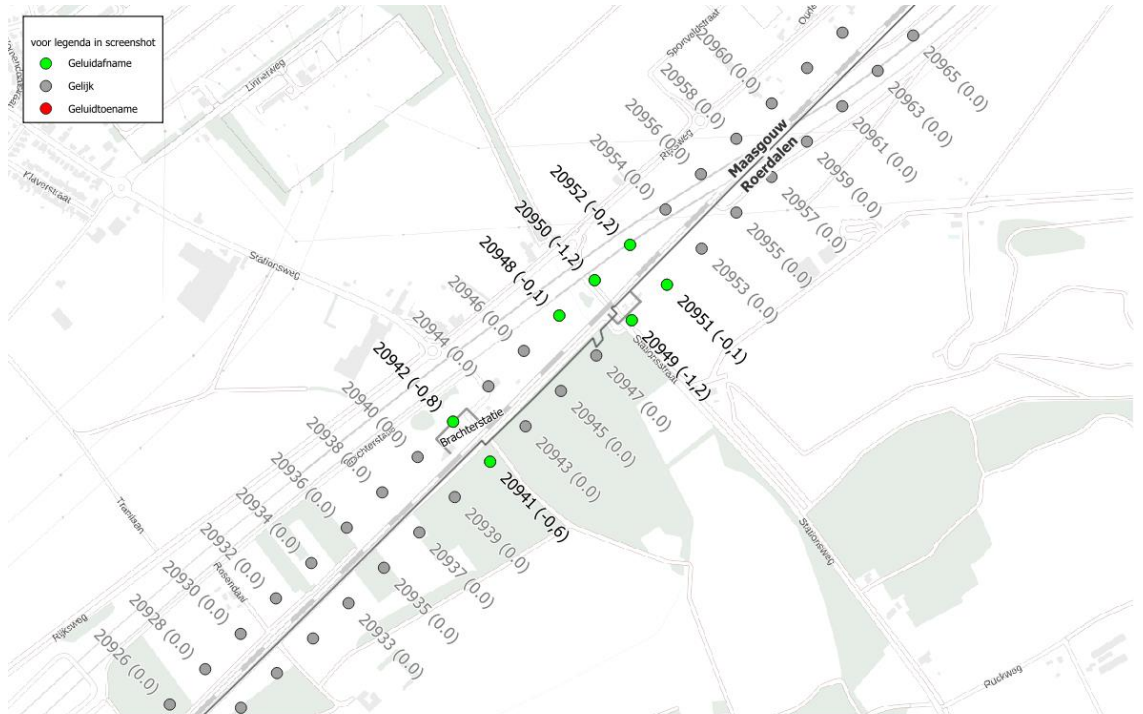 voor legenda in screenshot
Geluidafname
Gelijk
Geluidtoename
Linnerweg
Klaverstraat
Stationsweg
Sportveldstraat
Rijksweg
Maasgouw
Roerdalen
20965 (0.0)
20963 (0.0)
20961 (0.0)
20960 (0.0)
20959 (0.0)
20958 (0.0)
20957 (0.0)
20956 (0.0)
20955 (0.0)
20954 (0.0)
20953 (0.0)
20952 (-0,2)
20951 (-0,1)
20950 (-1,2)
20949 (-1,2)
20948 (-0,1)
20947 (0.0)
20946 (0.0)
20945 (0.0)
20944 (0.0)
20943 (0.0)
20942 (-0,8)
20941 (-0,6)
20940 (0.0)
20939 (0.0)
20938 (0.0)
20937 (0.0)
20936 (0.0)
20935 (0.0)
20934 (0.0)
20933 (0.0)
20932 (0.0)
20930 (0.0)
20928 (0.0)
20926 (0.0)
Stationsstraat
Brachterstatie
Tramlaan
Rosendaal
Rijksweg
Stationsweg
Ruckweg